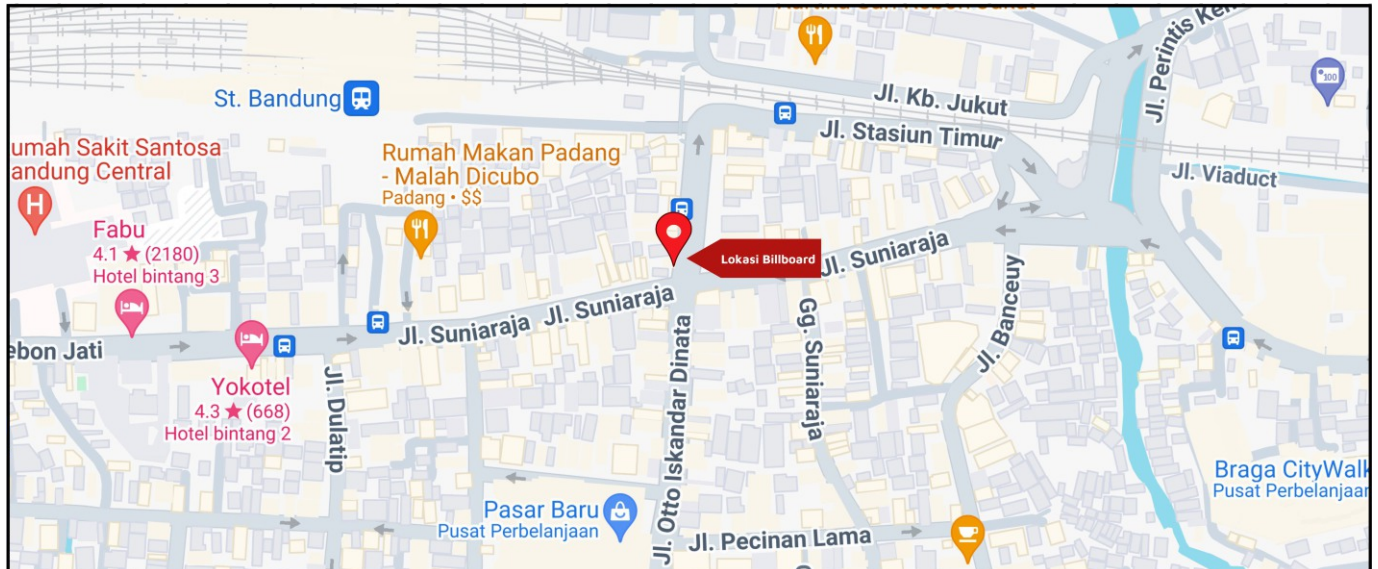 St. Bandung
Jl. Kb. Jukut
Jl. Perintis Ke
Jl. Stasiun Timur
Jl. Viaduct
100
umah Sakit Santosa
andung Central
H
Rumah Makan Padang
- Malah Dicubo
Padang • $$
Fabu
4.1 ★ (2180)
Hotel bintang 3
Lokasi Billboard
Jl. Suniaraja
Jl. Suniaraja
Jl. Suniaraja
ebon Jati
Yokotel
4.3 ★ (668)
Hotel bintang 2
Jl. Dulatip
Jl. Otto Iskandar Dinata
Gg. Suniaraja
Jl. Banceuy
Braga CityWalk
Pusat Perbelanjaan
Pasar Baru
Pusat Perbelanjaan
Jl. Pecinan Lama